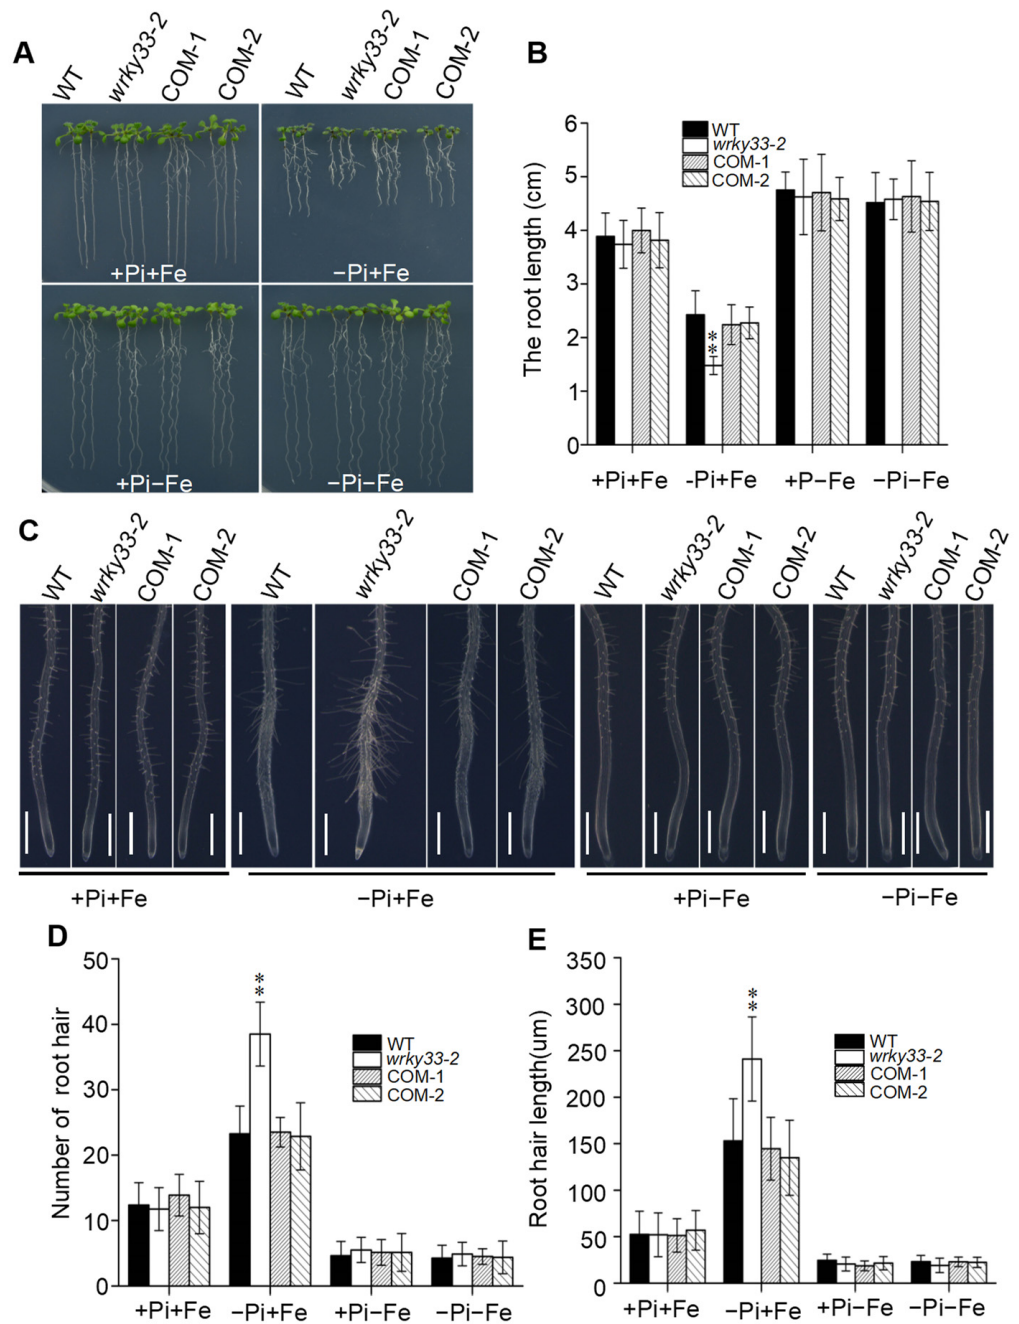 A
WT
wrky33-2
COM-1
COM-2
WT
wrky33-2
COM-1
COM-2
+Pi+Fe
−Pi+Fe
+Pi−Fe
−Pi−Fe
B
The root length (cm)
6
5
4
3
2
1
0
WT
wrky33-2
COM-1
COM-2
**
+Pi+Fe
-Pi+Fe
+P−Fe
−Pi−Fe
C
WT
wrky33-2
COM-1
COM-2
WT
wrky33-2
COM-1
COM-2
WT
wrky33-2
COM-1
COM-2
WT
wrky33-2
COM-1
COM-2
+Pi+Fe
−Pi+Fe
+Pi−Fe
−Pi−Fe
D
Number of root hair
50
40
30
20
10
0
**
WT
wrky33-2
COM-1
COM-2
+Pi+Fe
−Pi+Fe
+Pi−Fe
−Pi−Fe
E
Root hair length(um)
350
300
250
200
150
100
50
0
**
WT
wrky33-2
COM-1
COM-2
+Pi+Fe
−Pi+Fe
+Pi−Fe
−Pi−Fe